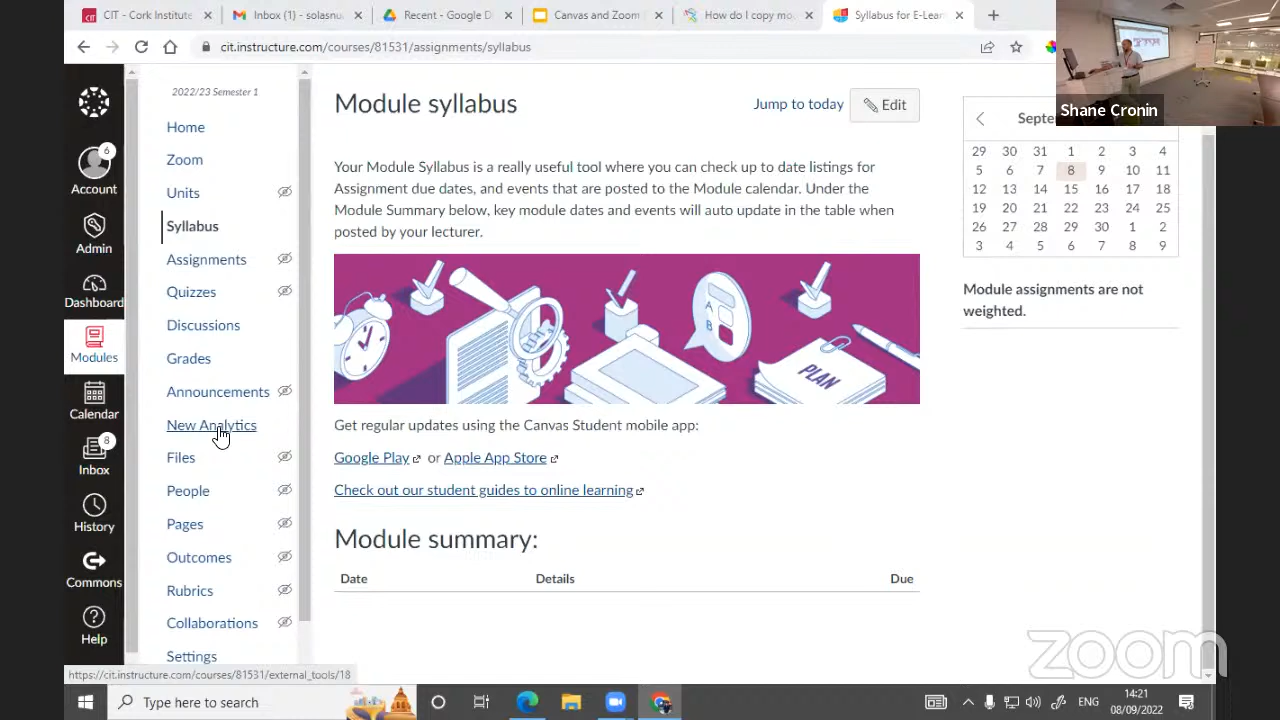 CIT - Cork Institute
Inbox (1) - solasnu
Recent - Google D
Canvas and Zoom
How do I copy mo
Syllabus for E-Lear
cit.instructure.com/courses/81531/assignments/syllabus
Shane Cronin
6
Account
Admin
Dashboard
Modules
Calendar
8
Inbox
History
Commons
Help
2022/23 Semester 1
Home
Zoom
Units
Syllabus
Assignments
Quizzes
Discussions
Grades
Announcements
New Analytics
Files
People
Pages
Outcomes
Rubrics
Collaborations
Settings
Module syllabus
Jump to today
Edit
Your Module Syllabus is a really useful tool where you can check up to date listings for
Assignment due dates, and events that are posted to the Module calendar. Under the
Module Summary below, key module dates and events will auto update in the table when
posted by your lecturer.
A
B
PLAN
Get regular updates using the Canvas Student mobile app:
Google Play or Apple App Store
Check out our student guides to online learning
Module summary:
Date Details Due
Septe
29 30 31 1 2 3 4
5 6 7 8 9 10 11
12 13 14 15 16 17 18
19 20 21 22 23 24 25
26 27 28 29 30 1 2
3 4 5 6 7 8 9
Module assignments are not
weighted.
zoom
https://cit.instructure.com/courses/81531/external_tools/18
Type here to search
ENG
14:21
08/09/2022